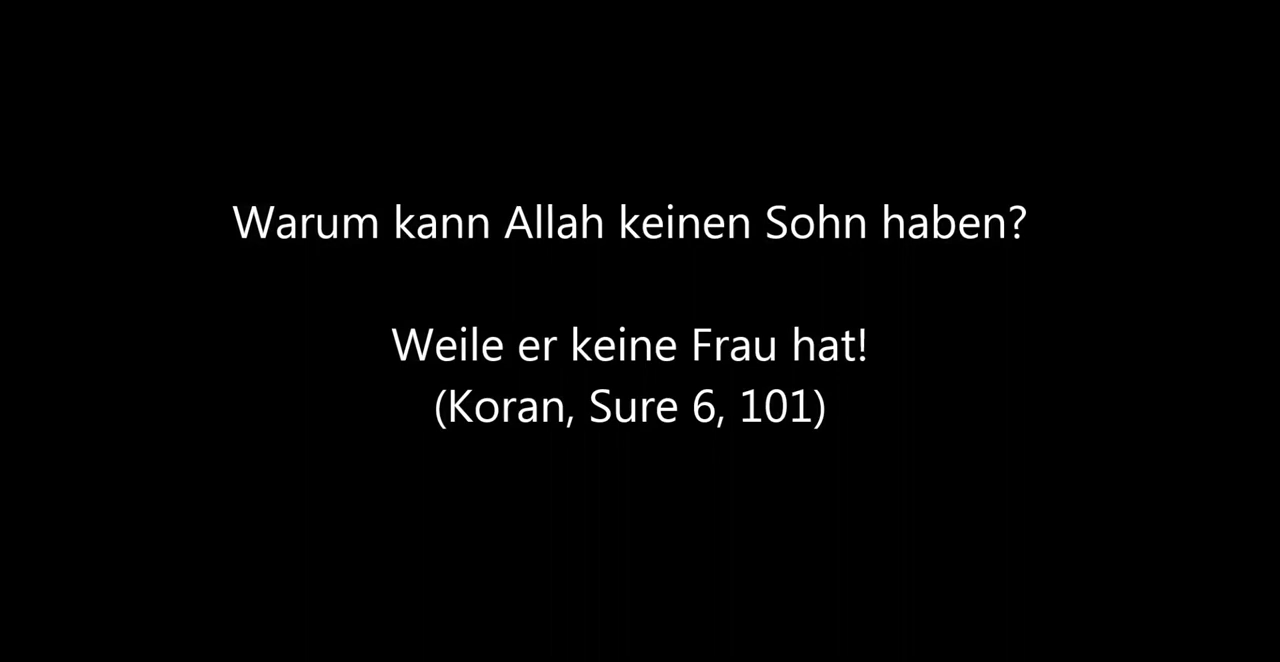 Warum kann Allah keinen Sohn haben?
Weile er keine Frau hat!
(Koran, Sure 6, 101)